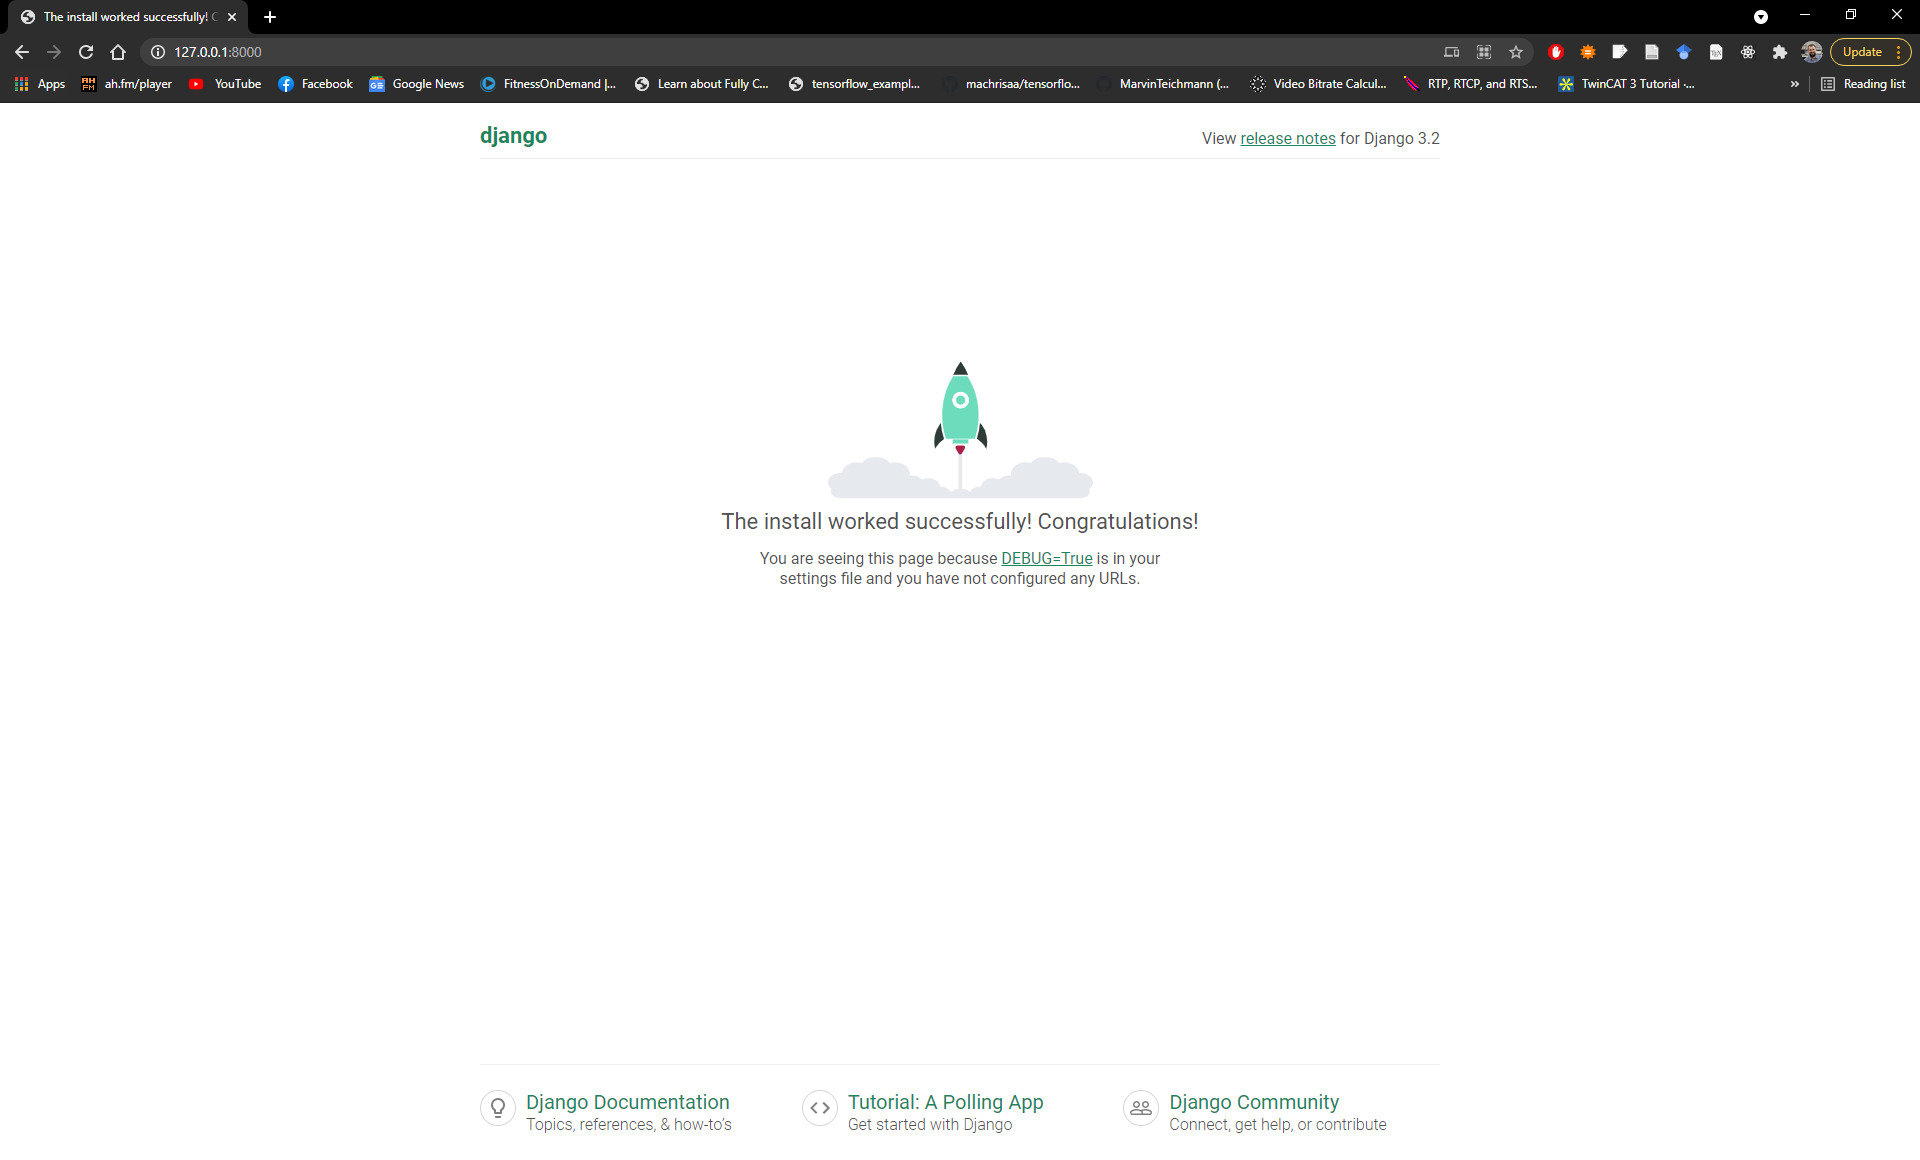 The install worked successfully! C
127.0.0.1:8000
Update
Apps
ah.fm/player
YouTube
Facebook
Google News
FitnessOnDemand |...
Learn about Fully C...
tensorflow_exampl...
machrisaa/tensorflo...
MarvinTeichmann (...
Video Bitrate Calcul...
RTP, RTCP, and RTS...
TwinCAT 3 Tutorial -...
»
Reading list
django
View release notes for Django 3.2
The install worked successfully! Congratulations!
You are seeing this page because DEBUG=True is in your
settings file and you have not configured any URLs.
Django Documentation
Topics, references, & how-to’s
Tutorial: A Polling App
Get started with Django
Django Community
Connect, get help, or contribute